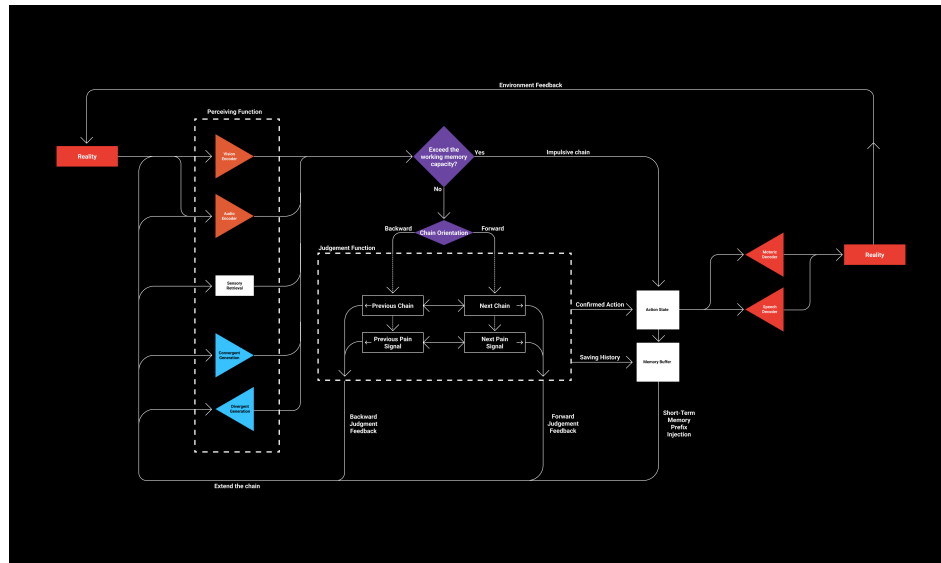 Environment Feedback
Perceiving Function
Reality
Vision
Encoder
Exceed the
working memory
capacity?
Yes
Impulsive chain
No
Audio
Encoder
Backward
Chain Orientation
Forward
Judgement Function
Motoric
Decoder
Reality
Sensory
Retrieval
Previous Chain
Next Chain
Confirmed Action
Action State
Speech
Decoder
Previous Pain
Signal
Next Pain
Signal
Convergent
Generation
Saving History
Memory Buffer
Divergent
Generation
Backward
Judgment
Feedback
Forward
Judgement
Feedback
Short-Term
Memory
Prefix
Injection
Extend the chain